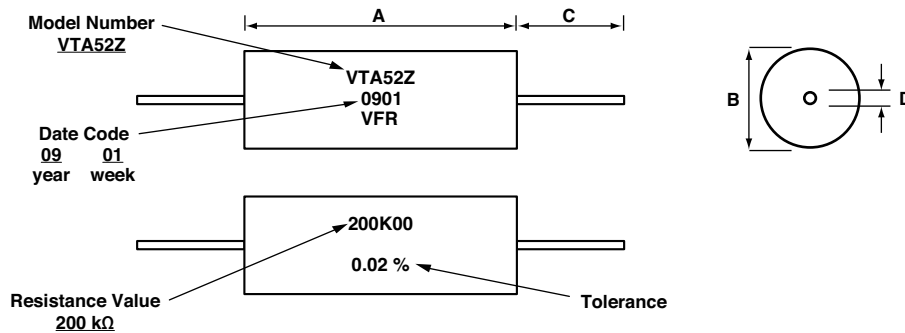 A
C
Model Number
VTA52Z
VTA52Z
0901
VFR
B
D
Date Code
09 01
year week
200K00
0.02 %
Resistance Value
200 kΩ
Tolerance